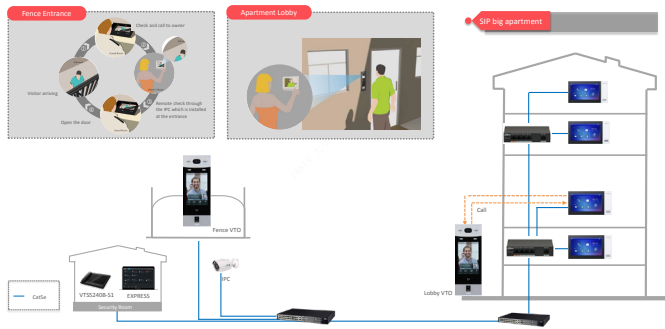 Fence Entrance
Check and call to owner
Visitor arriving
Remote check through
the IPC which is installed
at the entrance
Open the door
Apartment Lobby
SIP big apartment
Fence VTO
Call
IPC
Lobby VTO
VTS5240B-S1
EXPRESS
Security Room
Cat5e